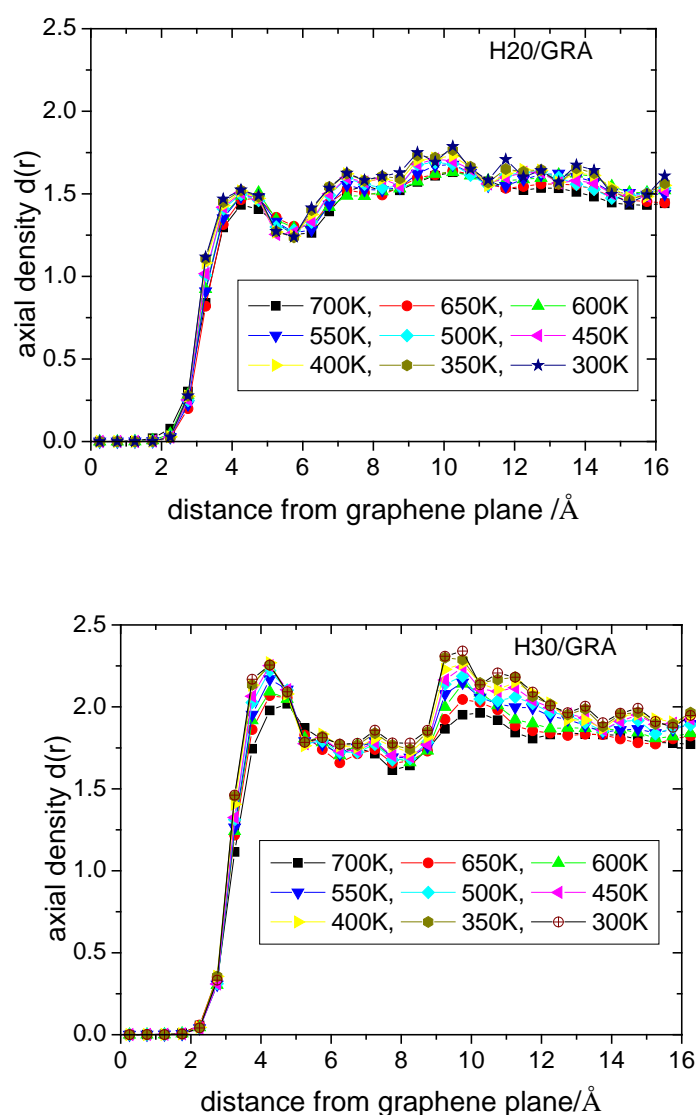 2.5
H20/GRA
2.0
1.5
1.0
0.5
0.0
axial density d(r)
700K, 650K, 600K
550K, 500K, 450K
400K, 350K, 300K
0 2 4 6 8 10 12 14 16
distance from graphene plane /Å
2.5
H30/GRA
2.0
1.5
1.0
0.5
0.0
axial density d(r)
700K, 650K, 600K
550K, 500K, 450K
400K, 350K, 300K
0 2 4 6 8 10 12 14 16
distance from graphene plane/Å